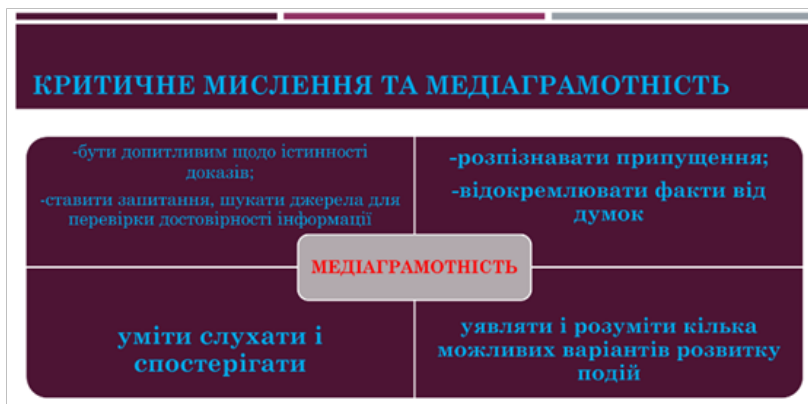 КРИТИЧНЕ МИСЛЕННЯ ТА МЕДІАГРАМОТНІСТЬ
-бути допитливим щодо істинності
доказів;
-ставити запитання, шукати джерела для
перевірки достовірності інформації
-розпізнавати припущення;
-відокремлювати факти від
думок
МЕДІАГРАМОТНІСТЬ
уміти слухати і
спостерігати
уявляти і розуміти кілька
можливих варіантів розвитку
подій